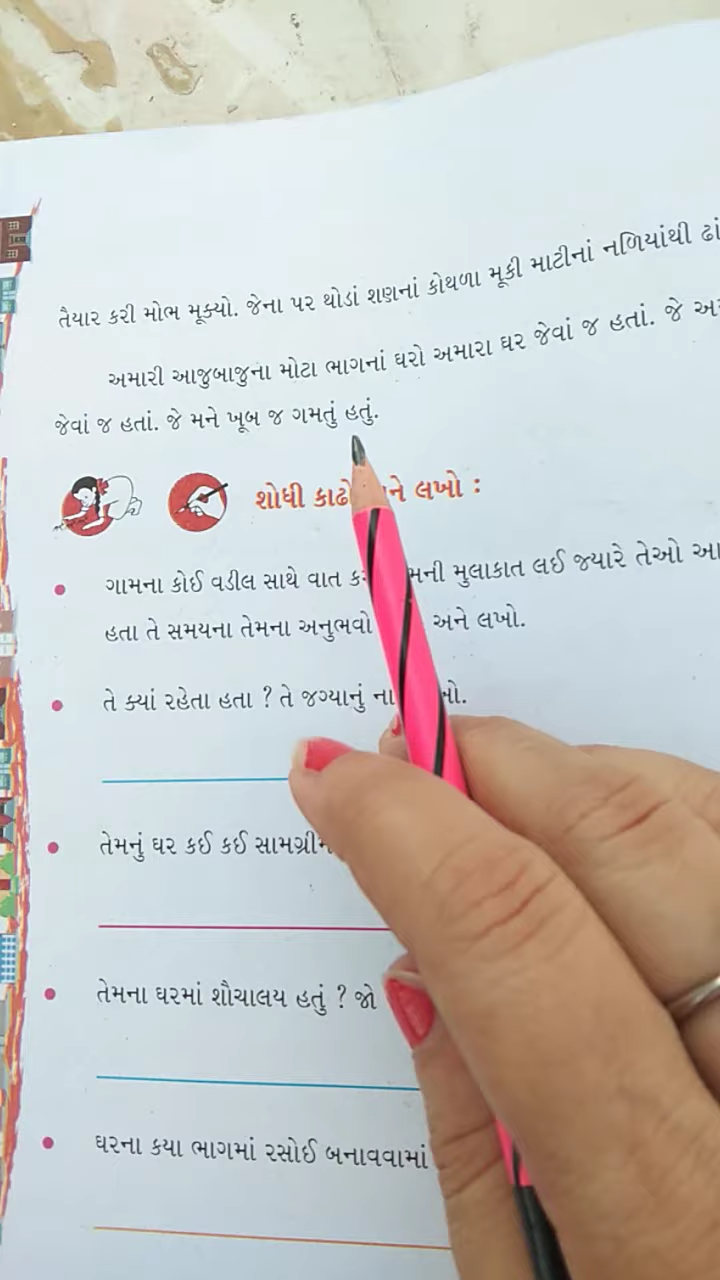 તૈયાર કરી મોભ મૂક્યો. જેના પર થોડાં શણનાં કોથળા મૂકી માટીનાં નળિયાંથી
અમારી આજુબાજુના મોટા ભાગનાં ઘરો અમારા ઘર જેવાં જ હતાં. જે
જેવાં જ હતાં. જે મને ખૂબ જ ગમતું હતું.
શોધી લખો :
ગામના કોઈ વડીલ સાથે વાત મુલાકાત લઈ જ્યારે તેઓ
હતા તે સમયના તેમના અનુભવો અને લખો.
તે ક્યાં રહેતા હતા ? તે જગ્યાનું
તેમનું ઘર કઈ કઈ
તેમના ઘરમાં શૌચાલય હતું ? જો
ઘરના કયા ભાગમાં રસોઈ બનાવવામાં